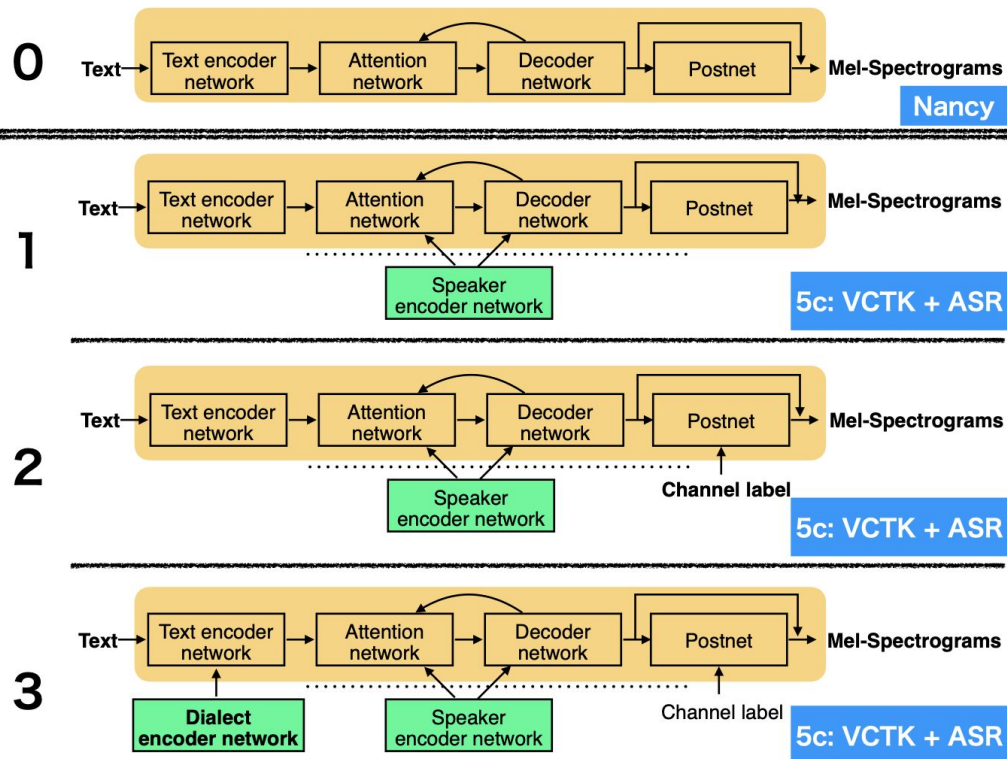 0
Text
Text encoder
network
Attention
network
Decoder
network
Postnet
Mel-Spectrograms
Nancy
1
Text
Text encoder
network
Attention
network
Decoder
network
Postnet
Mel-Spectrograms
Speaker
encoder network
5c: VCTK + ASR
2
Text
Text encoder
network
Attention
network
Decoder
network
Postnet
Mel-Spectrograms
Speaker
encoder network
Channel label
5c: VCTK + ASR
3
Text
Text encoder
network
Attention
network
Decoder
network
Postnet
Mel-Spectrograms
Dialect
encoder network
Speaker
encoder network
Channel label
5c: VCTK + ASR